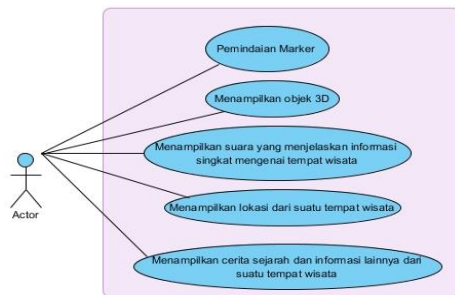 Pemindaian Marker
Menampilkan objek 3D
Menampilkan suara yang menjelaskan informasi
singkat mengenai tempat wisata
Actor
Menampilkan lokasi dari suatu tempat wisata
Menampilkan cerita sejarah dan informasi lainnya dari
suatu tempat wisata